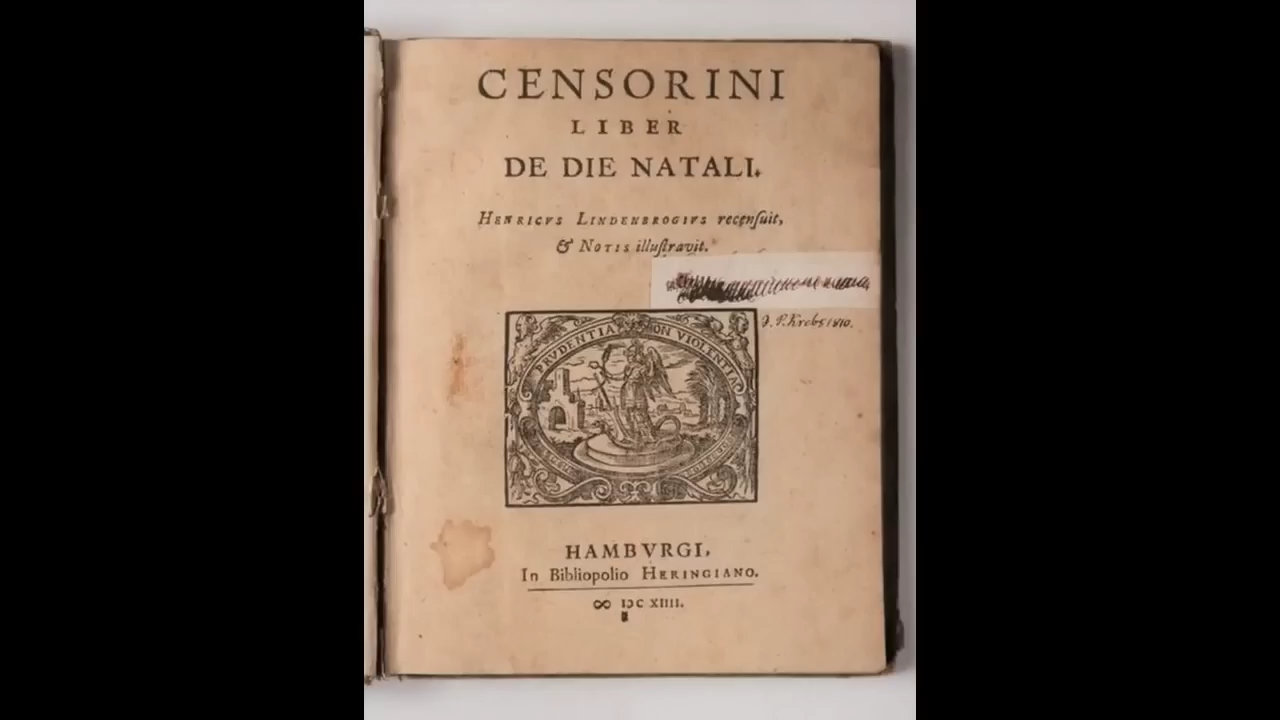 CENSORINI
LIBER
DE DIE NATALI.
HENRICVS LINDENBROGIVS recenſuit,
& NOTIS illuſtravit.
J. P. Krebs 1810.
PRVDENTIA NON VIOLENTIA
HAMBVRGI,
In Bibliopolio HERINGIANO.
ꝏ IↃC XIIII.